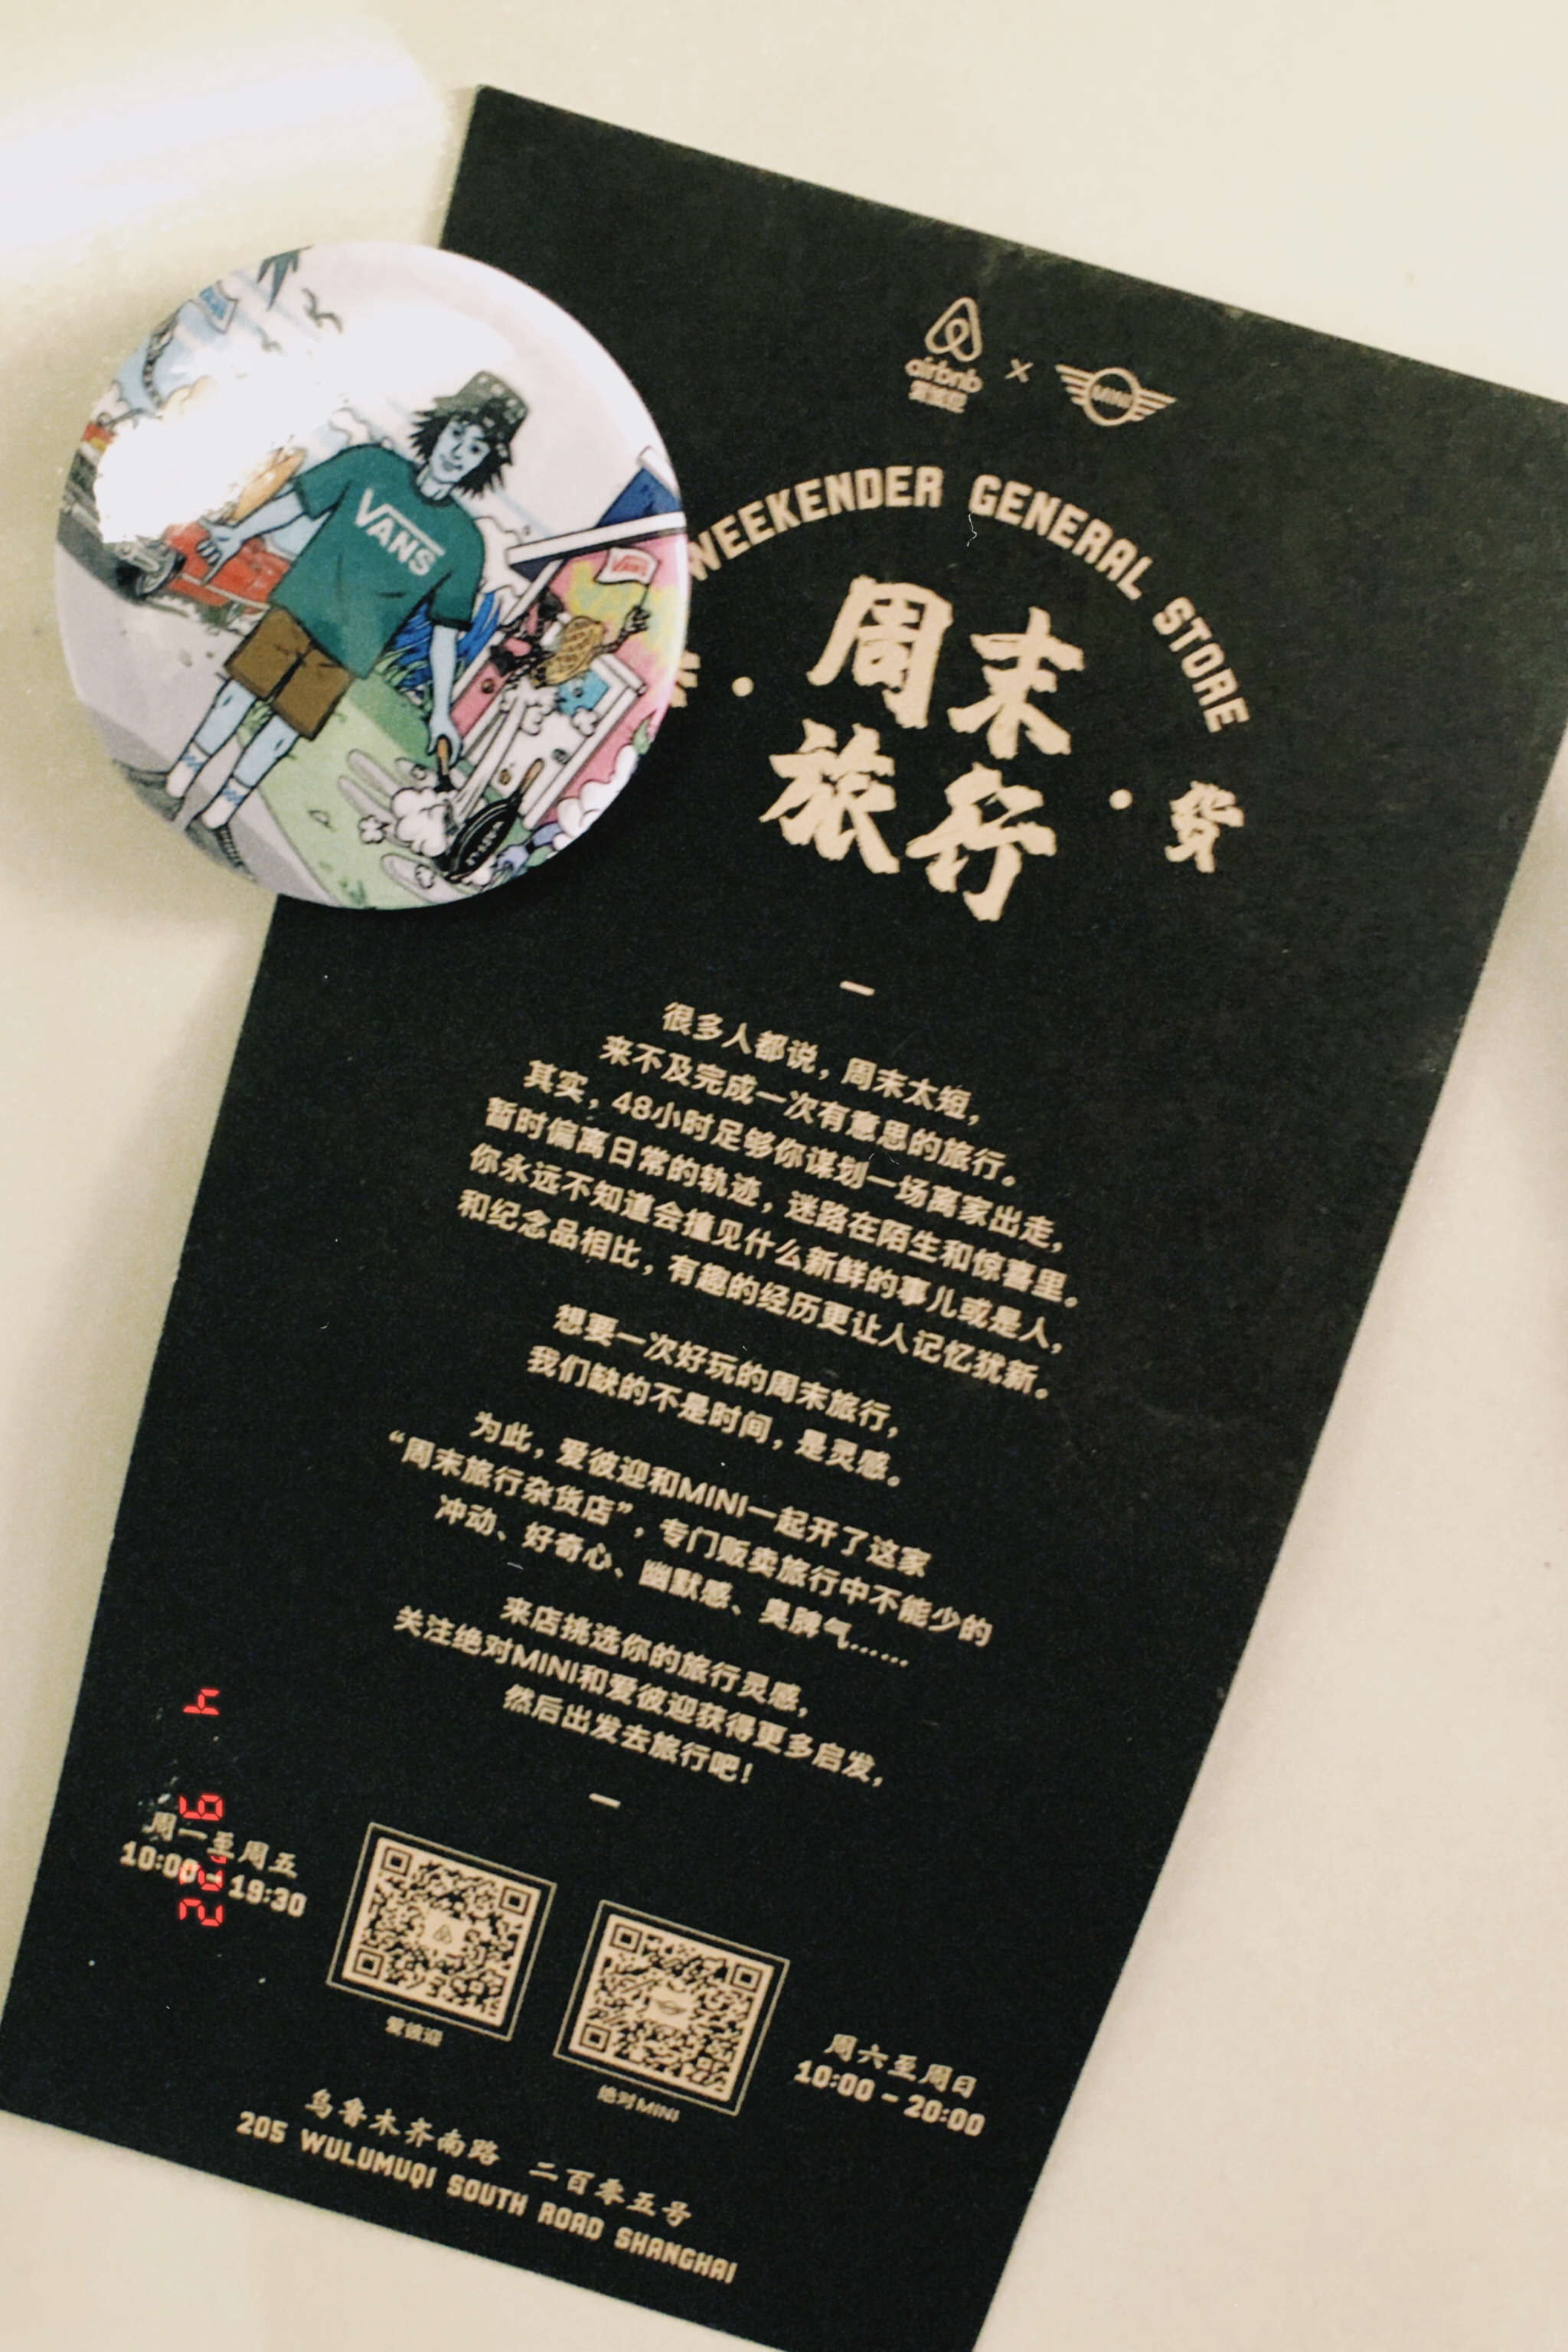 airbnb
爱彼迎
×
MINI
WEEKENDER GENERAL STORE
周末
旅行
· 货
VANS
VANS
很多人都说，周末太短，
来不及完成一次有意思的旅行。
其实，48小时足够你谋划一场离家出走，
暂时偏离日常的轨迹，迷路在陌生和惊喜里。
你永远不知道会撞见什么新鲜的事儿或是人，
和纪念品相比，有趣的经历更让人记忆犹新。
想要一次好玩的周末旅行，
我们缺的不是时间，是灵感。
为此，爱彼迎和MINI一起开了这家
“周末旅行杂货店”，专门贩卖旅行中不能少的
冲动、好奇心、幽默感、臭脾气……
来店挑选你的旅行灵感，
关注绝对MINI和爱彼迎获得更多启发，
然后出发去旅行吧！
周一至周五
10:00 - 19:30
爱彼迎
绝对MINI
周六至周日
10:00 - 20:00
乌鲁木齐南路 二百零五号
205 WULUMUQI SOUTH ROAD SHANGHAI